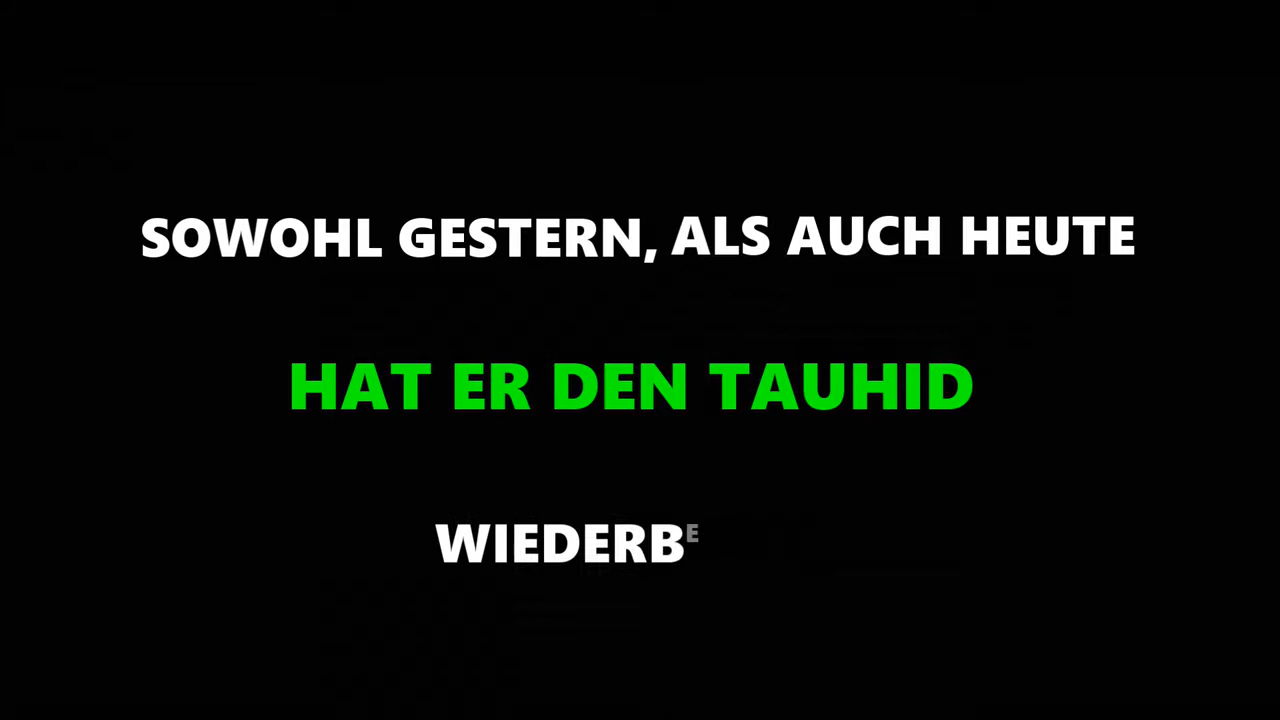 SOWOHL GESTERN, ALS AUCH HEUTE
HAT ER DEN TAUHID
WIEDERBE